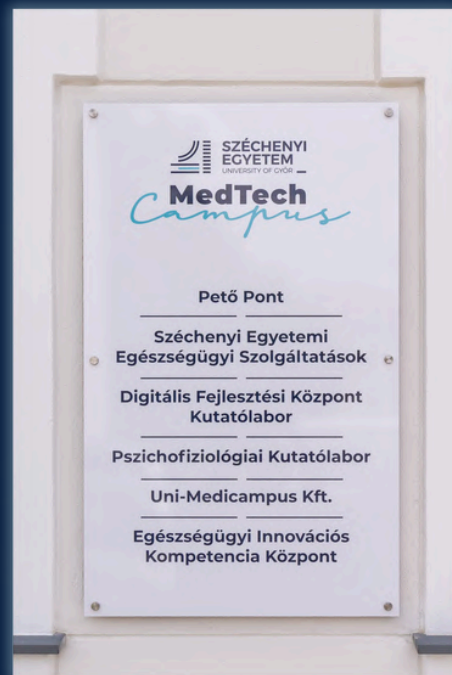 SZÉCHENYI
EGYETEM
UNIVERSITY OF GYŐR
MedTech
Campus
Pető Pont
Széchenyi Egyetemi
Egészségügyi Szolgáltatások
Digitális Fejlesztési Központ
Kutatólabor
Pszichofiziológiai Kutatólabor
Uni-Medicampus Kft.
Egészségügyi Innovációs
Kompetencia Központ